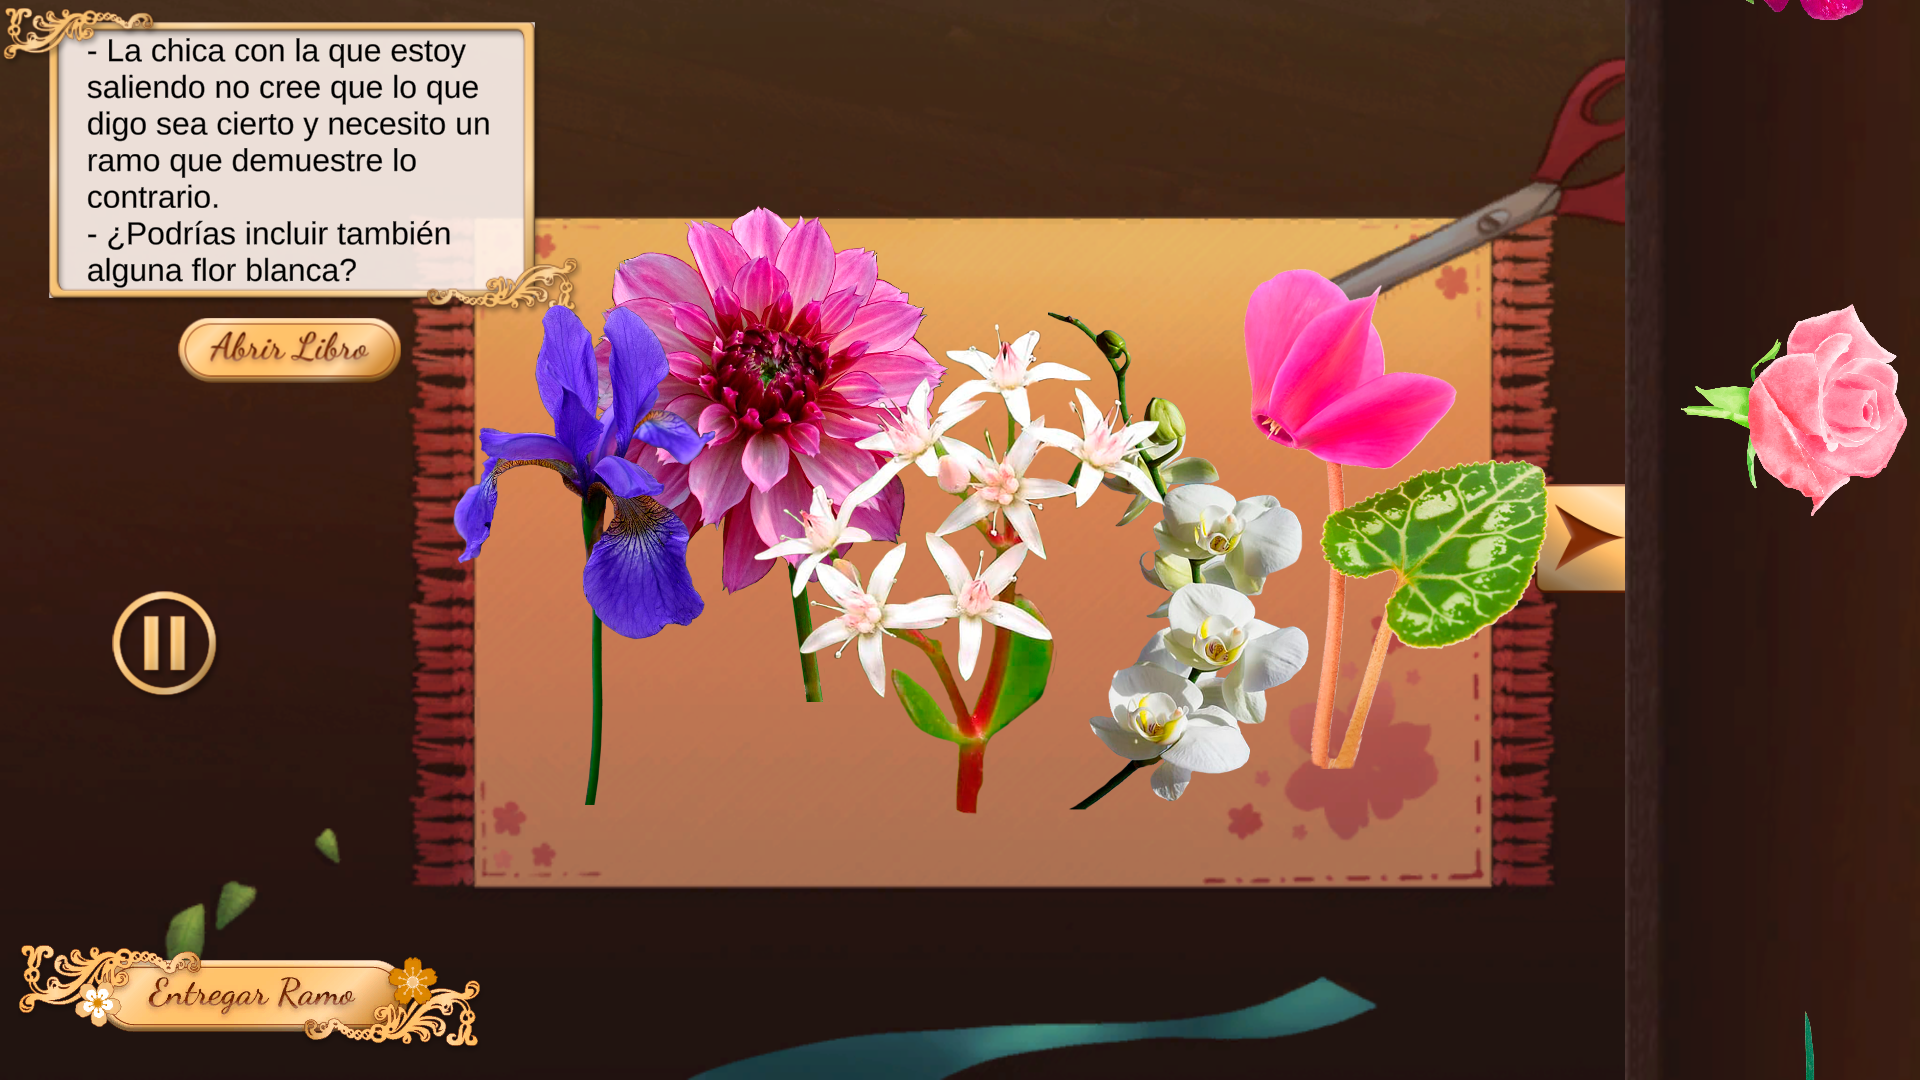 - La chica con la que estoy
saliendo no cree que lo que
digo sea cierto y necesito un
ramo que demuestre lo
contrario.
- ¿Podrías incluir también
alguna flor blanca?
Abrir Libro
Entregar Ramo